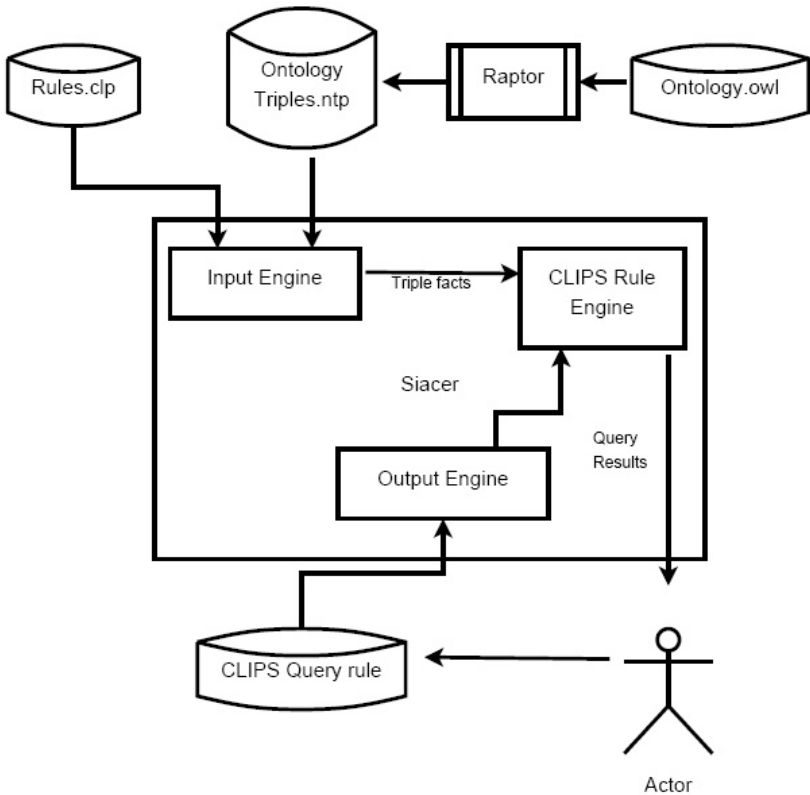 Rules.clp
Ontology
Triples.ntp
Raptor
Ontology.owl
Input Engine
Triple facts
CLIPS Rule
Engine
Siacer
Query
Results
Output Engine
CLIPS Query rule
Actor